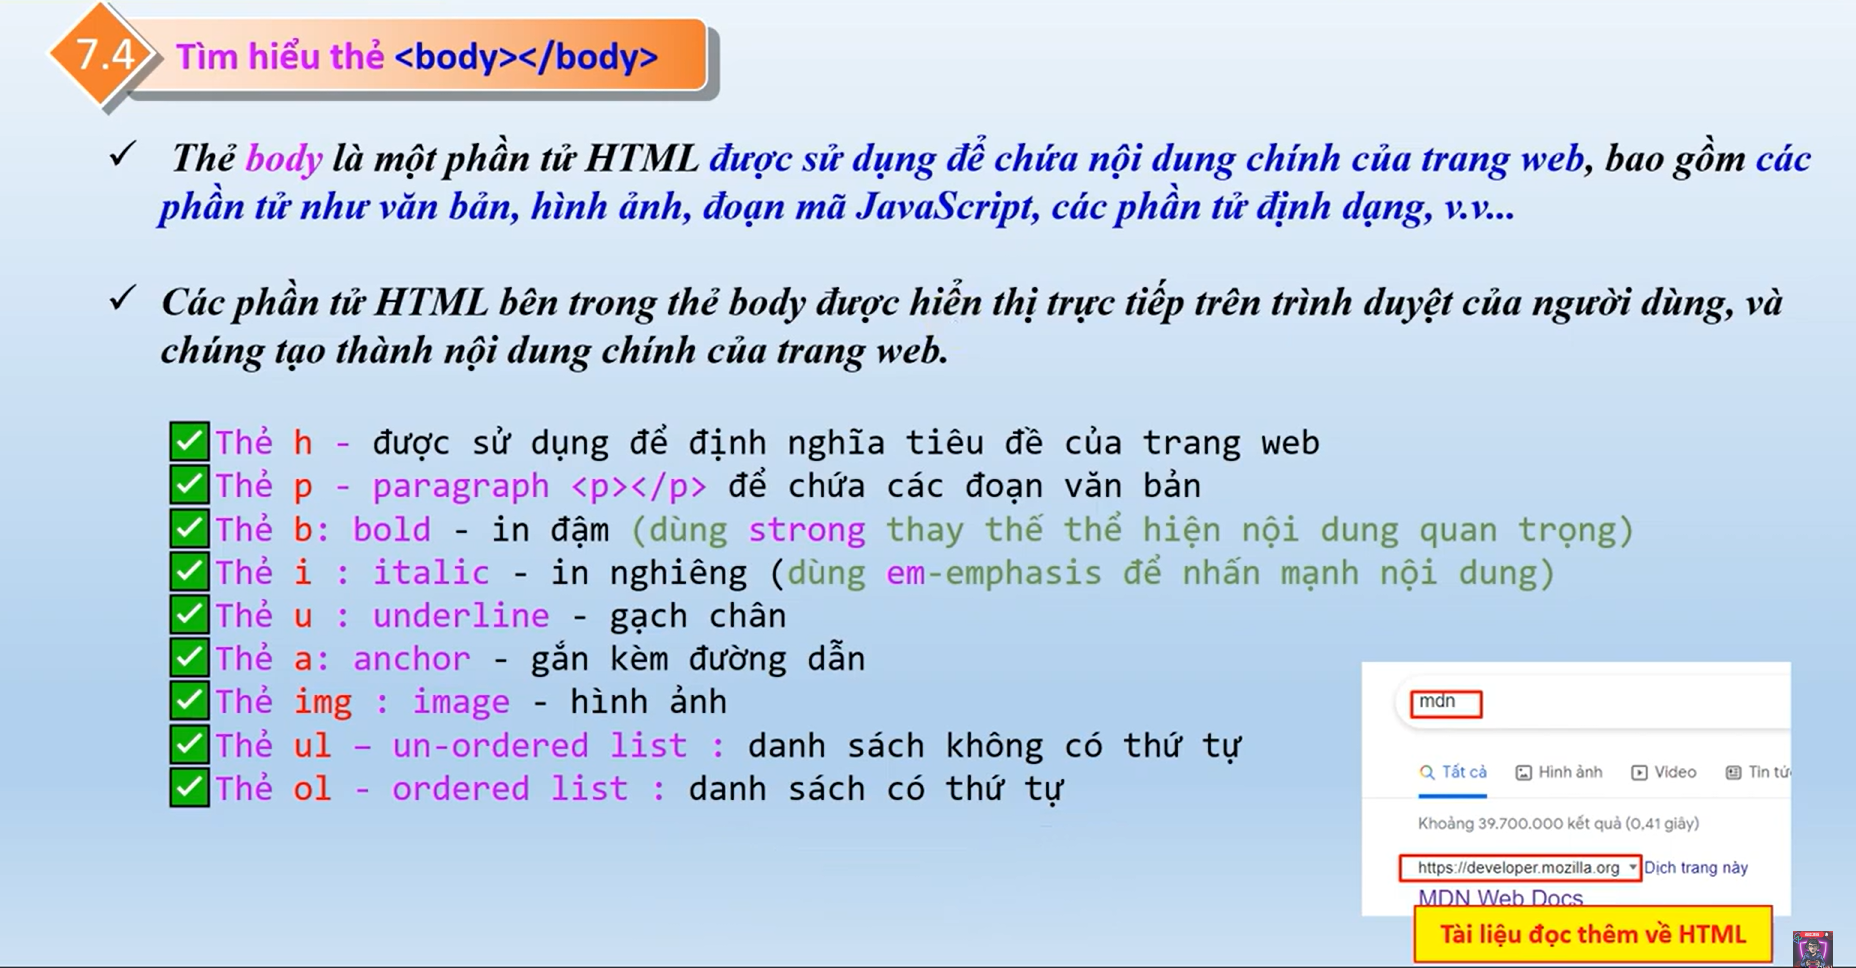 7.4 Tìm hiểu thẻ <body></body>
Thẻ body là một phần tử HTML được sử dụng để chứa nội dung chính của trang web, bao gồm các
phần tử như văn bản, hình ảnh, đoạn mã JavaScript, các phần tử định dạng, v.v...
Các phần tử HTML bên trong thẻ body được hiển thị trực tiếp trên trình duyệt của người dùng, và
chúng tạo thành nội dung chính của trang web.
Thẻ h - được sử dụng để định nghĩa tiêu đề của trang web
Thẻ p - paragraph <p></p> để chứa các đoạn văn bản
Thẻ b: bold - in đậm (dùng strong thay thế thể hiện nội dung quan trọng)
Thẻ i : italic - in nghiêng (dùng em-emphasis để nhấn mạnh nội dung)
Thẻ u : underline - gạch chân
Thẻ a: anchor - gắn kèm đường dẫn
Thẻ img : image - hình ảnh
Thẻ ul – un-ordered list : danh sách không có thứ tự
Thẻ ol - ordered list : danh sách có thứ tự
mdn
Tất cả Hình ảnh Video Tin tứ
Khoảng 39.700.000 kết quả (0,41 giây)
https://developer.mozilla.org Dịch trang này
MDN Web Docs
Tài liệu đọc thêm về HTML